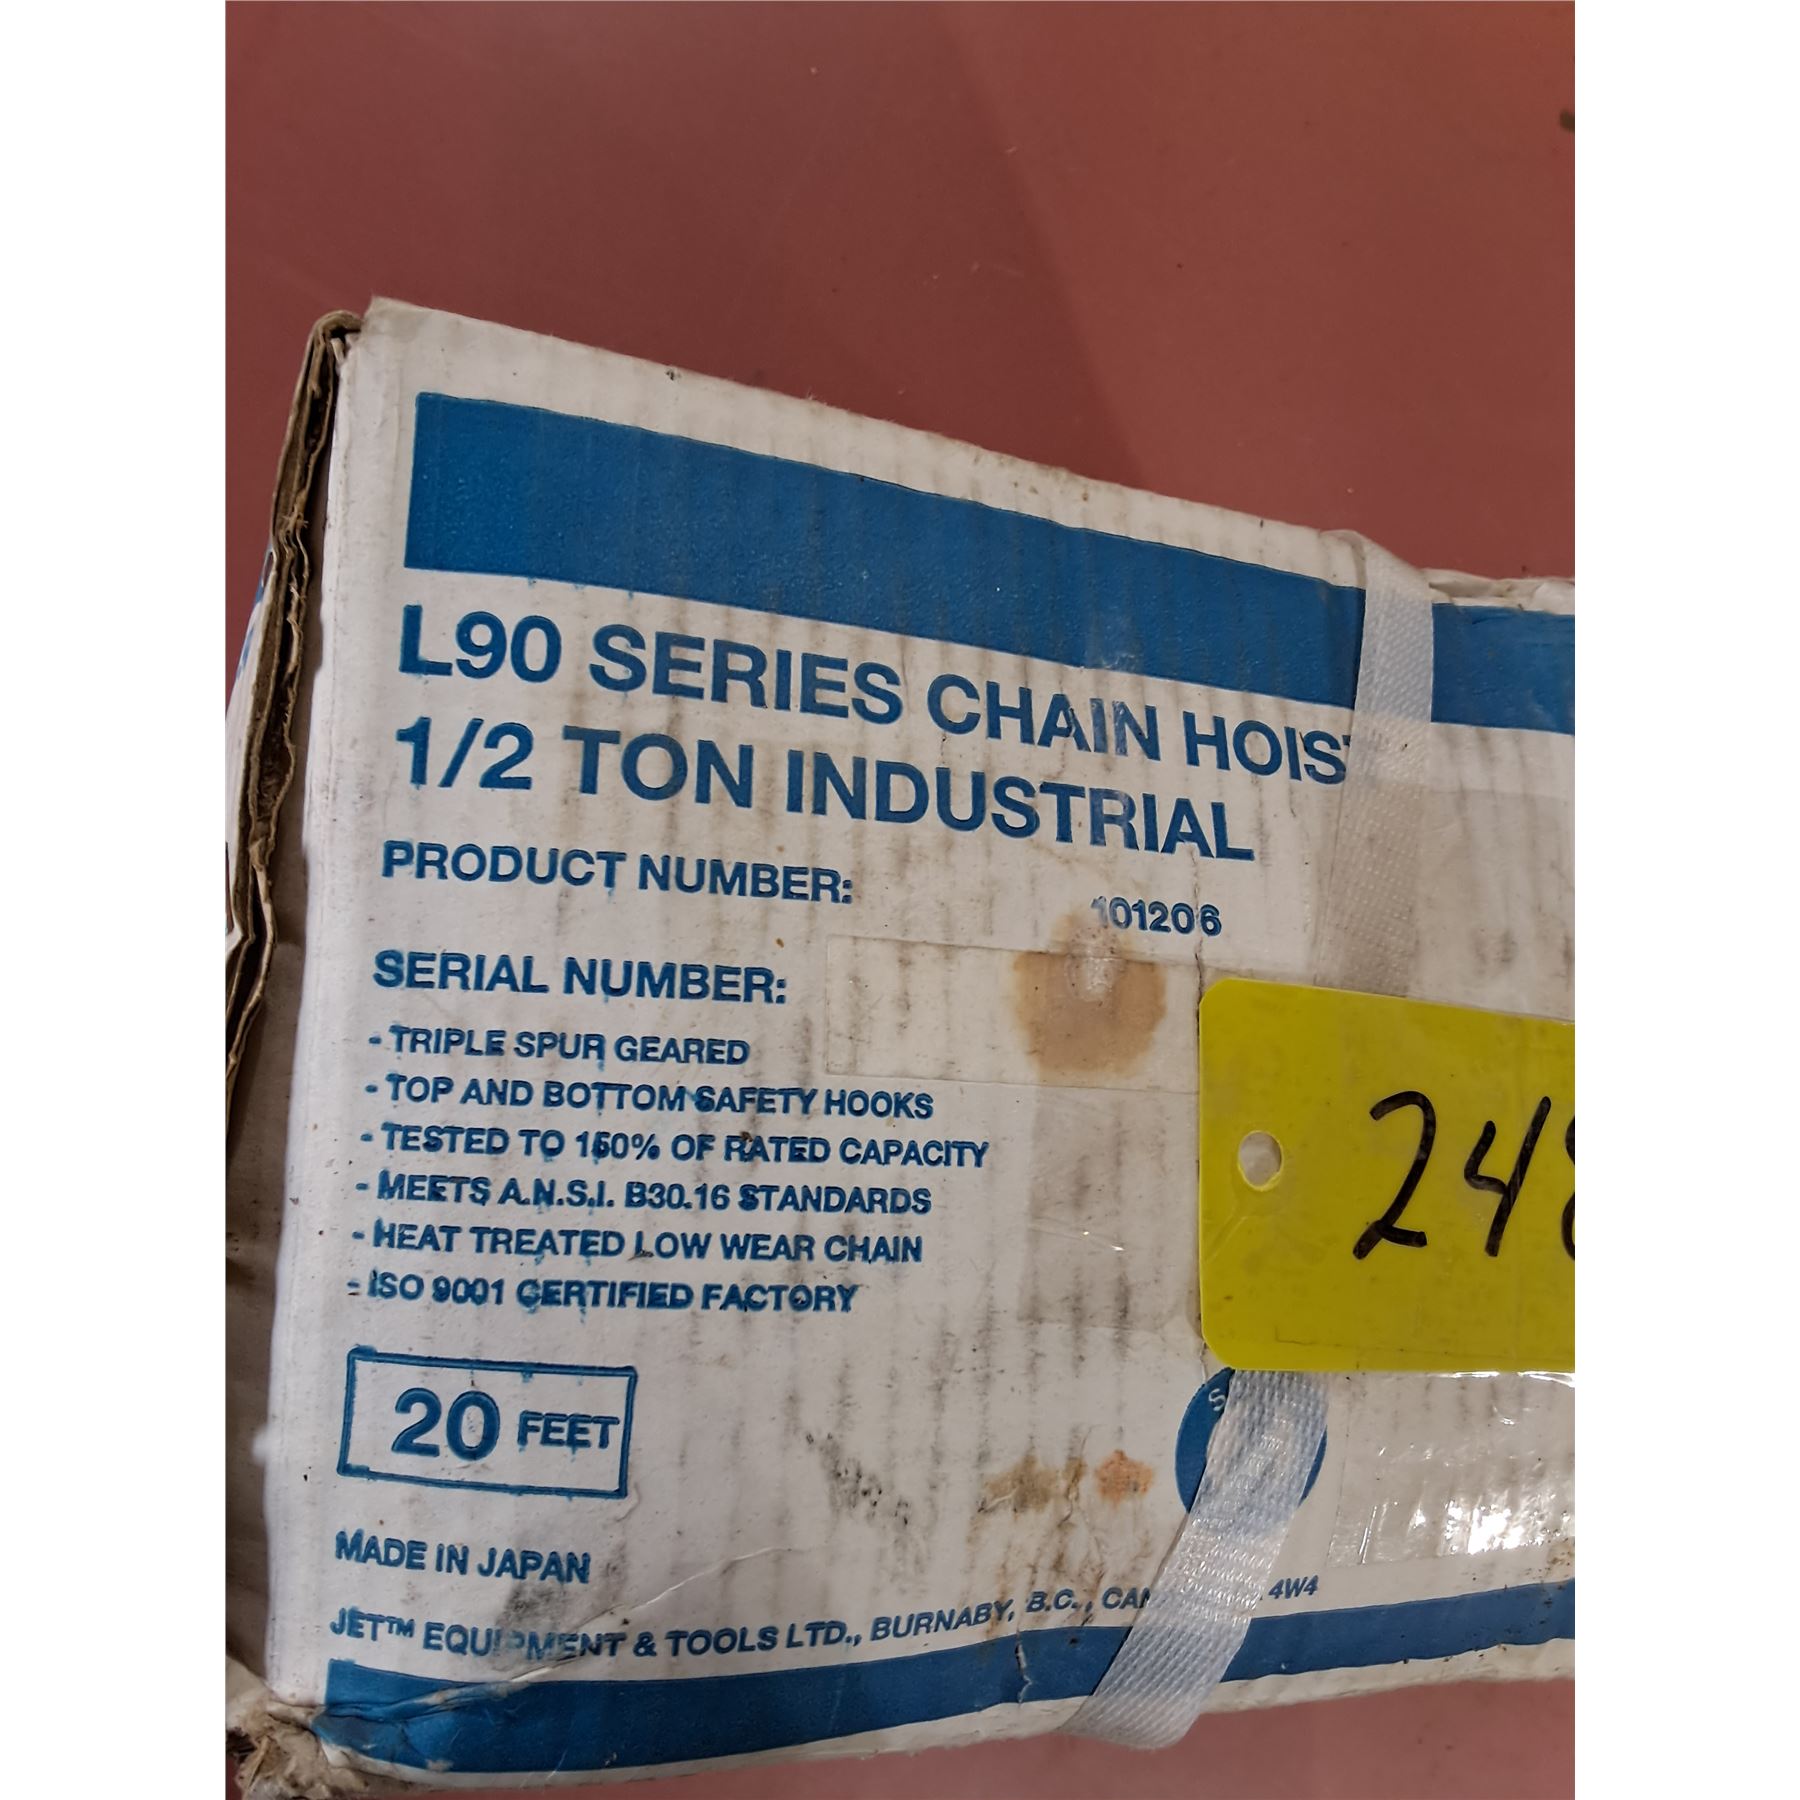 L90 SERIES CHAIN HOIST
1/2 TON INDUSTRIAL
PRODUCT NUMBER: 101206
SERIAL NUMBER:
- TRIPLE SPUR GEARED
- TOP AND BOTTOM SAFETY HOOKS
- TESTED TO 150% OF RATED CAPACITY
- MEETS A.N.S.I. B30.16 STANDARDS
- HEAT TREATED LOW WEAR CHAIN
- ISO 9001 CERTIFIED FACTORY
248
20 FEET
MADE IN JAPAN
JET™ EQUIPMENT & TOOLS LTD., BURNABY, B.C., CAN 4W4